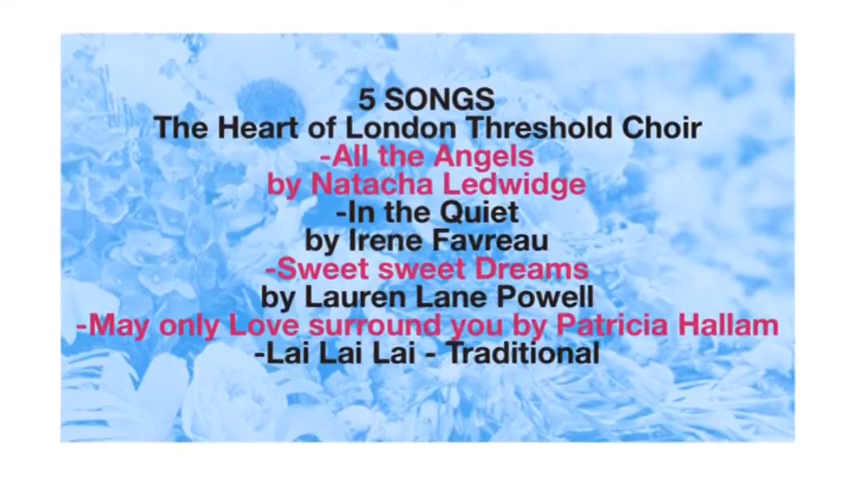 5 SONGS
The Heart of London Threshold Choir
-All the Angels
by Natacha Ledwidge
-In the Quiet
by Irene Favreau
-Sweet sweet Dreams
by Lauren Lane Powell
-May only Love surround you by Patricia Hallam
-Lai Lai Lai - Traditional